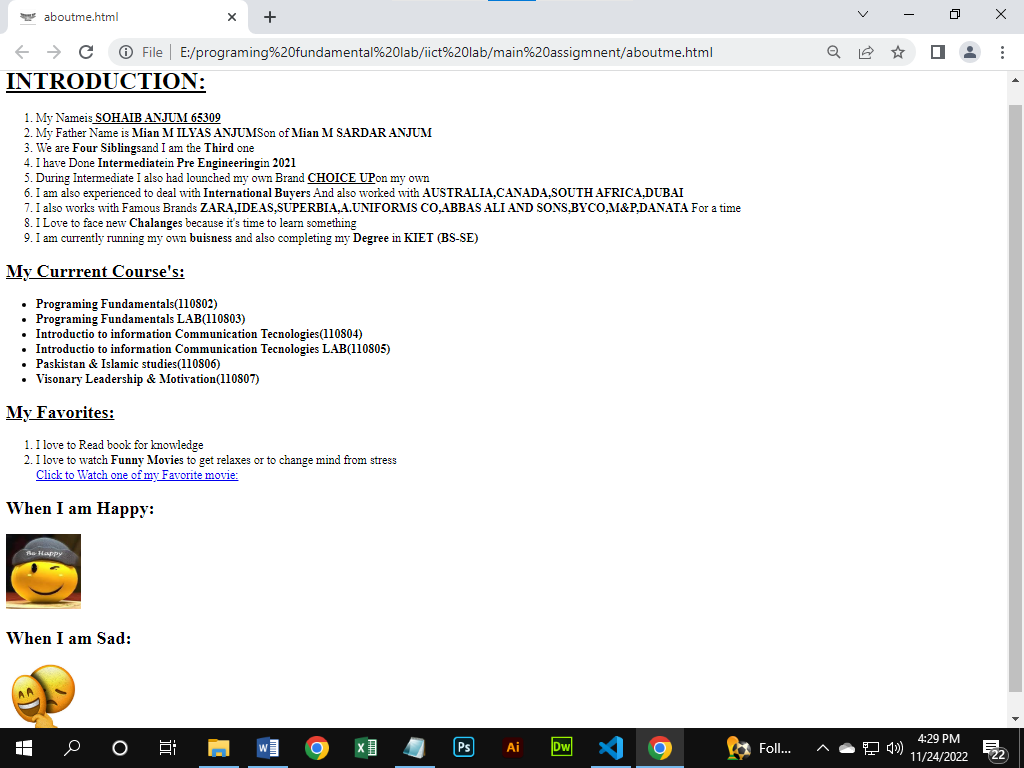 aboutme.html
File | E:/programing%20fundamental%20lab/iict%20lab/main%20assigmnent/aboutme.html
INTRODUCTION:
1. My Nameis SOHAIB ANJUM 65309
2. My Father Name is Mian M ILYAS ANJUMSon of Mian M SARDAR ANJUM
3. We are Four Siblingsand I am the Third one
4. I have Done Intermediatein Pre Engineeringin 2021
5. During Intermediate I also had lounched my own Brand CHOICE UPon my own
6. I am also experienced to deal with International Buyers And also worked with AUSTRALIA,CANADA,SOUTH AFRICA,DUBAI
7. I also works with Famous Brands ZARA,IDEAS,SUPERBIA,A.UNIFORMS CO,ABBAS ALI AND SONS,BYCO,M&P,DANATA For a time
8. I Love to face new Chalanges because it's time to learn something
9. I am currently running my own buisness and also completing my Degree in KIET (BS-SE)
My Currrent Course's:
• Programing Fundamentals(110802)
• Programing Fundamentals LAB(110803)
• Introductio to information Communication Tecnologies(110804)
• Introductio to information Communication Tecnologies LAB(110805)
• Paskistan & Islamic studies(110806)
• Visonary Leadership & Motivation(110807)
My Favorites:
1. I love to Read book for knowledge
2. I love to watch Funny Movies to get relaxes or to change mind from stress
Click to Watch one of my Favorite movie:
When I am Happy:
Be Happy
When I am Sad:
Ps
Ai
Dw
Foll...
4:29 PM
11/24/2022
22